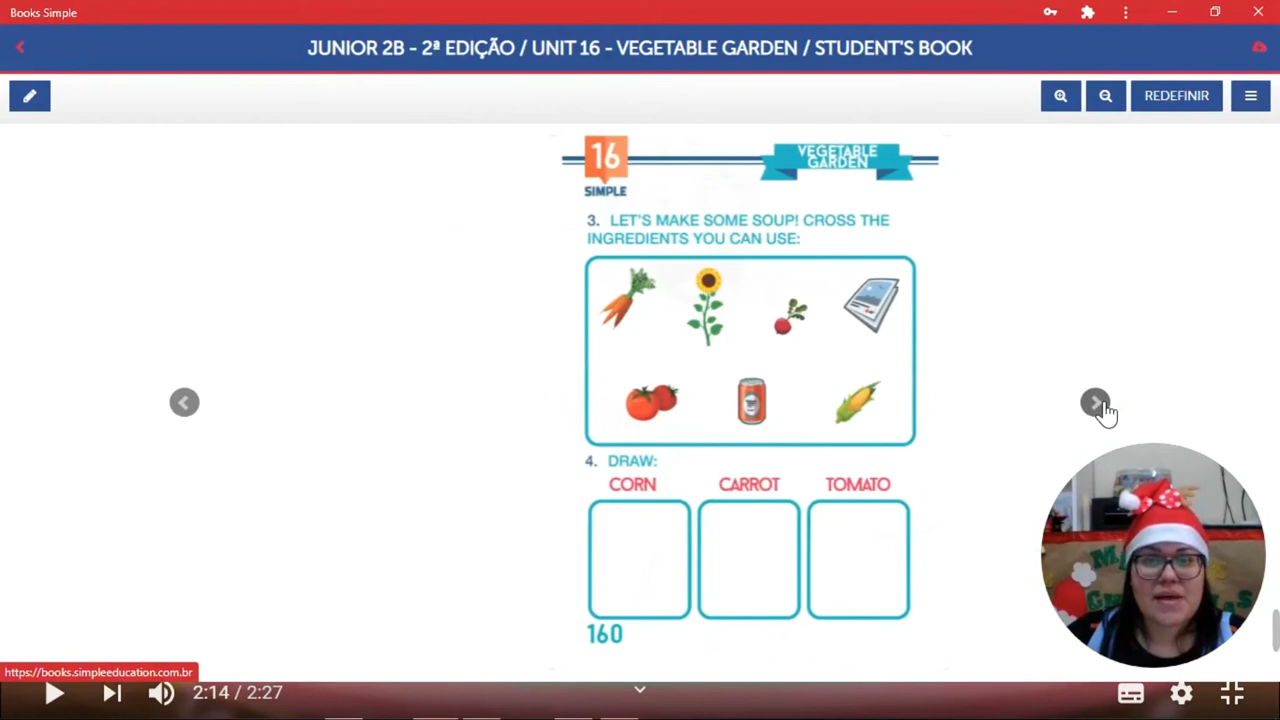 Books Simple
JUNIOR 2B - 2ª EDIÇÃO / UNIT 16 - VEGETABLE GARDEN / STUDENT'S BOOK
REDEFINIR
16
SIMPLE
VEGETABLE
GARDEN
3. LET'S MAKE SOME SOUP! CROSS THE
INGREDIENTS YOU CAN USE:
4. DRAW:
CORN CARROT TOMATO
160
https://books.simpleeducation.com.br
2:14 / 2:27